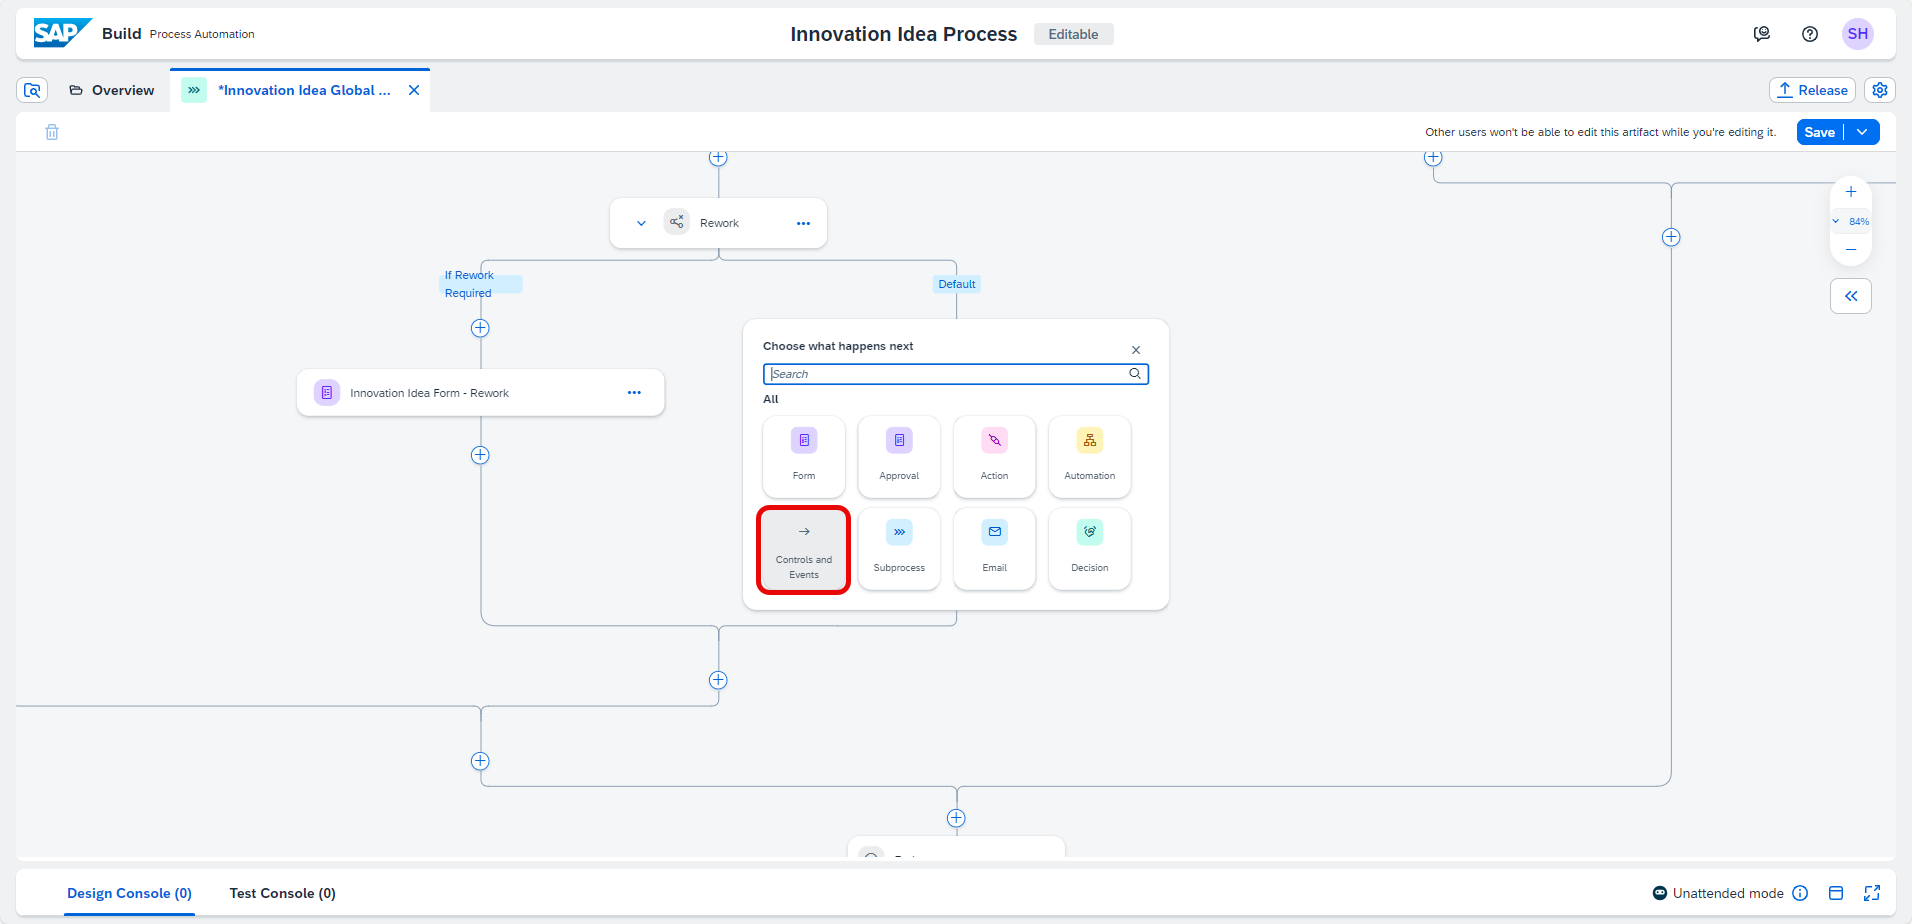 SAP Build Process Automation
Innovation Idea Process Editable
SH
Overview
*Innovation Idea Global ...
Release
Other users won't be able to edit this artifact while you're editing it.
Save
Rework
84%
If Rework
Required
Default
Choose what happens next
Search
All
Innovation Idea Form - Rework
Form
Approval
Action
Automation
Controls and
Events
Subprocess
Email
Decision
Design Console (0)
Test Console (0)
Unattended mode